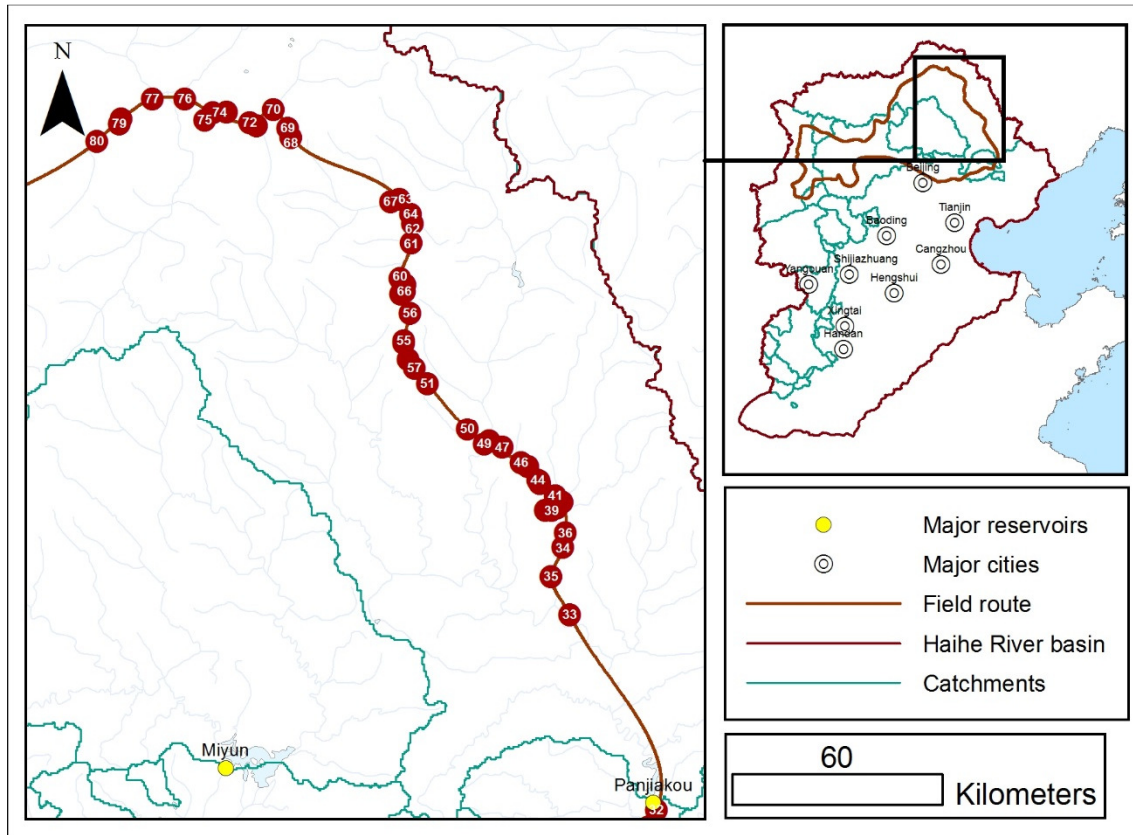 N
77
76
74
70
79
75
72
69
80
68
67
63
64
62
61
60
66
56
55
57
51
50
49
47
46
44
41
39
36
34
35
33
Miyun
Panjiakou
32
Beijing
Tianjin
Baoding
Cangzhou
Shijiazhuang
Yangquan
Hengshui
Xingtai
Handan
Major reservoirs
Major cities
Field route
Haihe River basin
Catchments
60
Kilometers